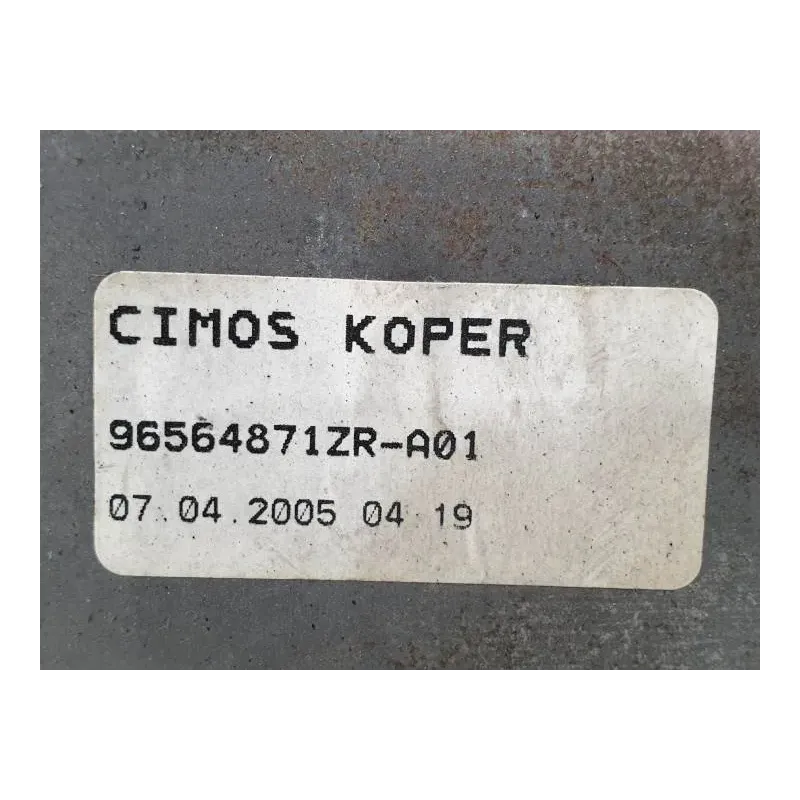 CIMOS KOPER
96564871ZR-A01
07.04.2005 04 19